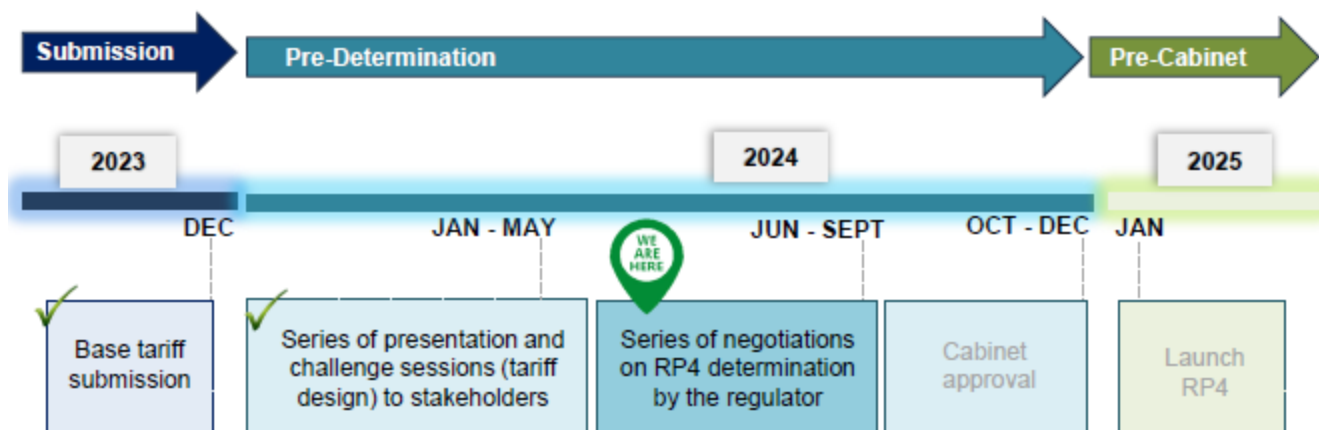 Submission
Pre-Determination
Pre-Cabinet
2023
2024
2025
DEC
JAN - MAY
JUN - SEPT
OCT - DEC
JAN
WE
ARE
HERE
Base tariff
submission
Series of presentation and
challenge sessions (tariff
design) to stakeholders
Series of negotiations
on RP4 determination
by the regulator
Cabinet
approval
Launch
RP4